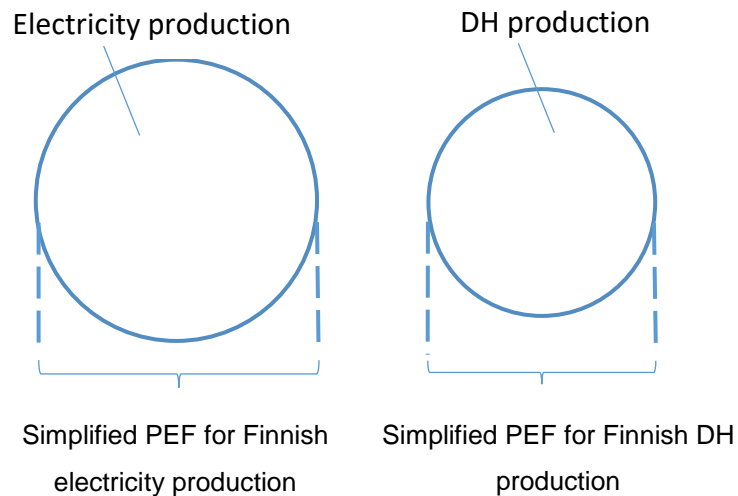 Electricity production
DH production
Simplified PEF for Finnish
electricity production
Simplified PEF for Finnish DH
production